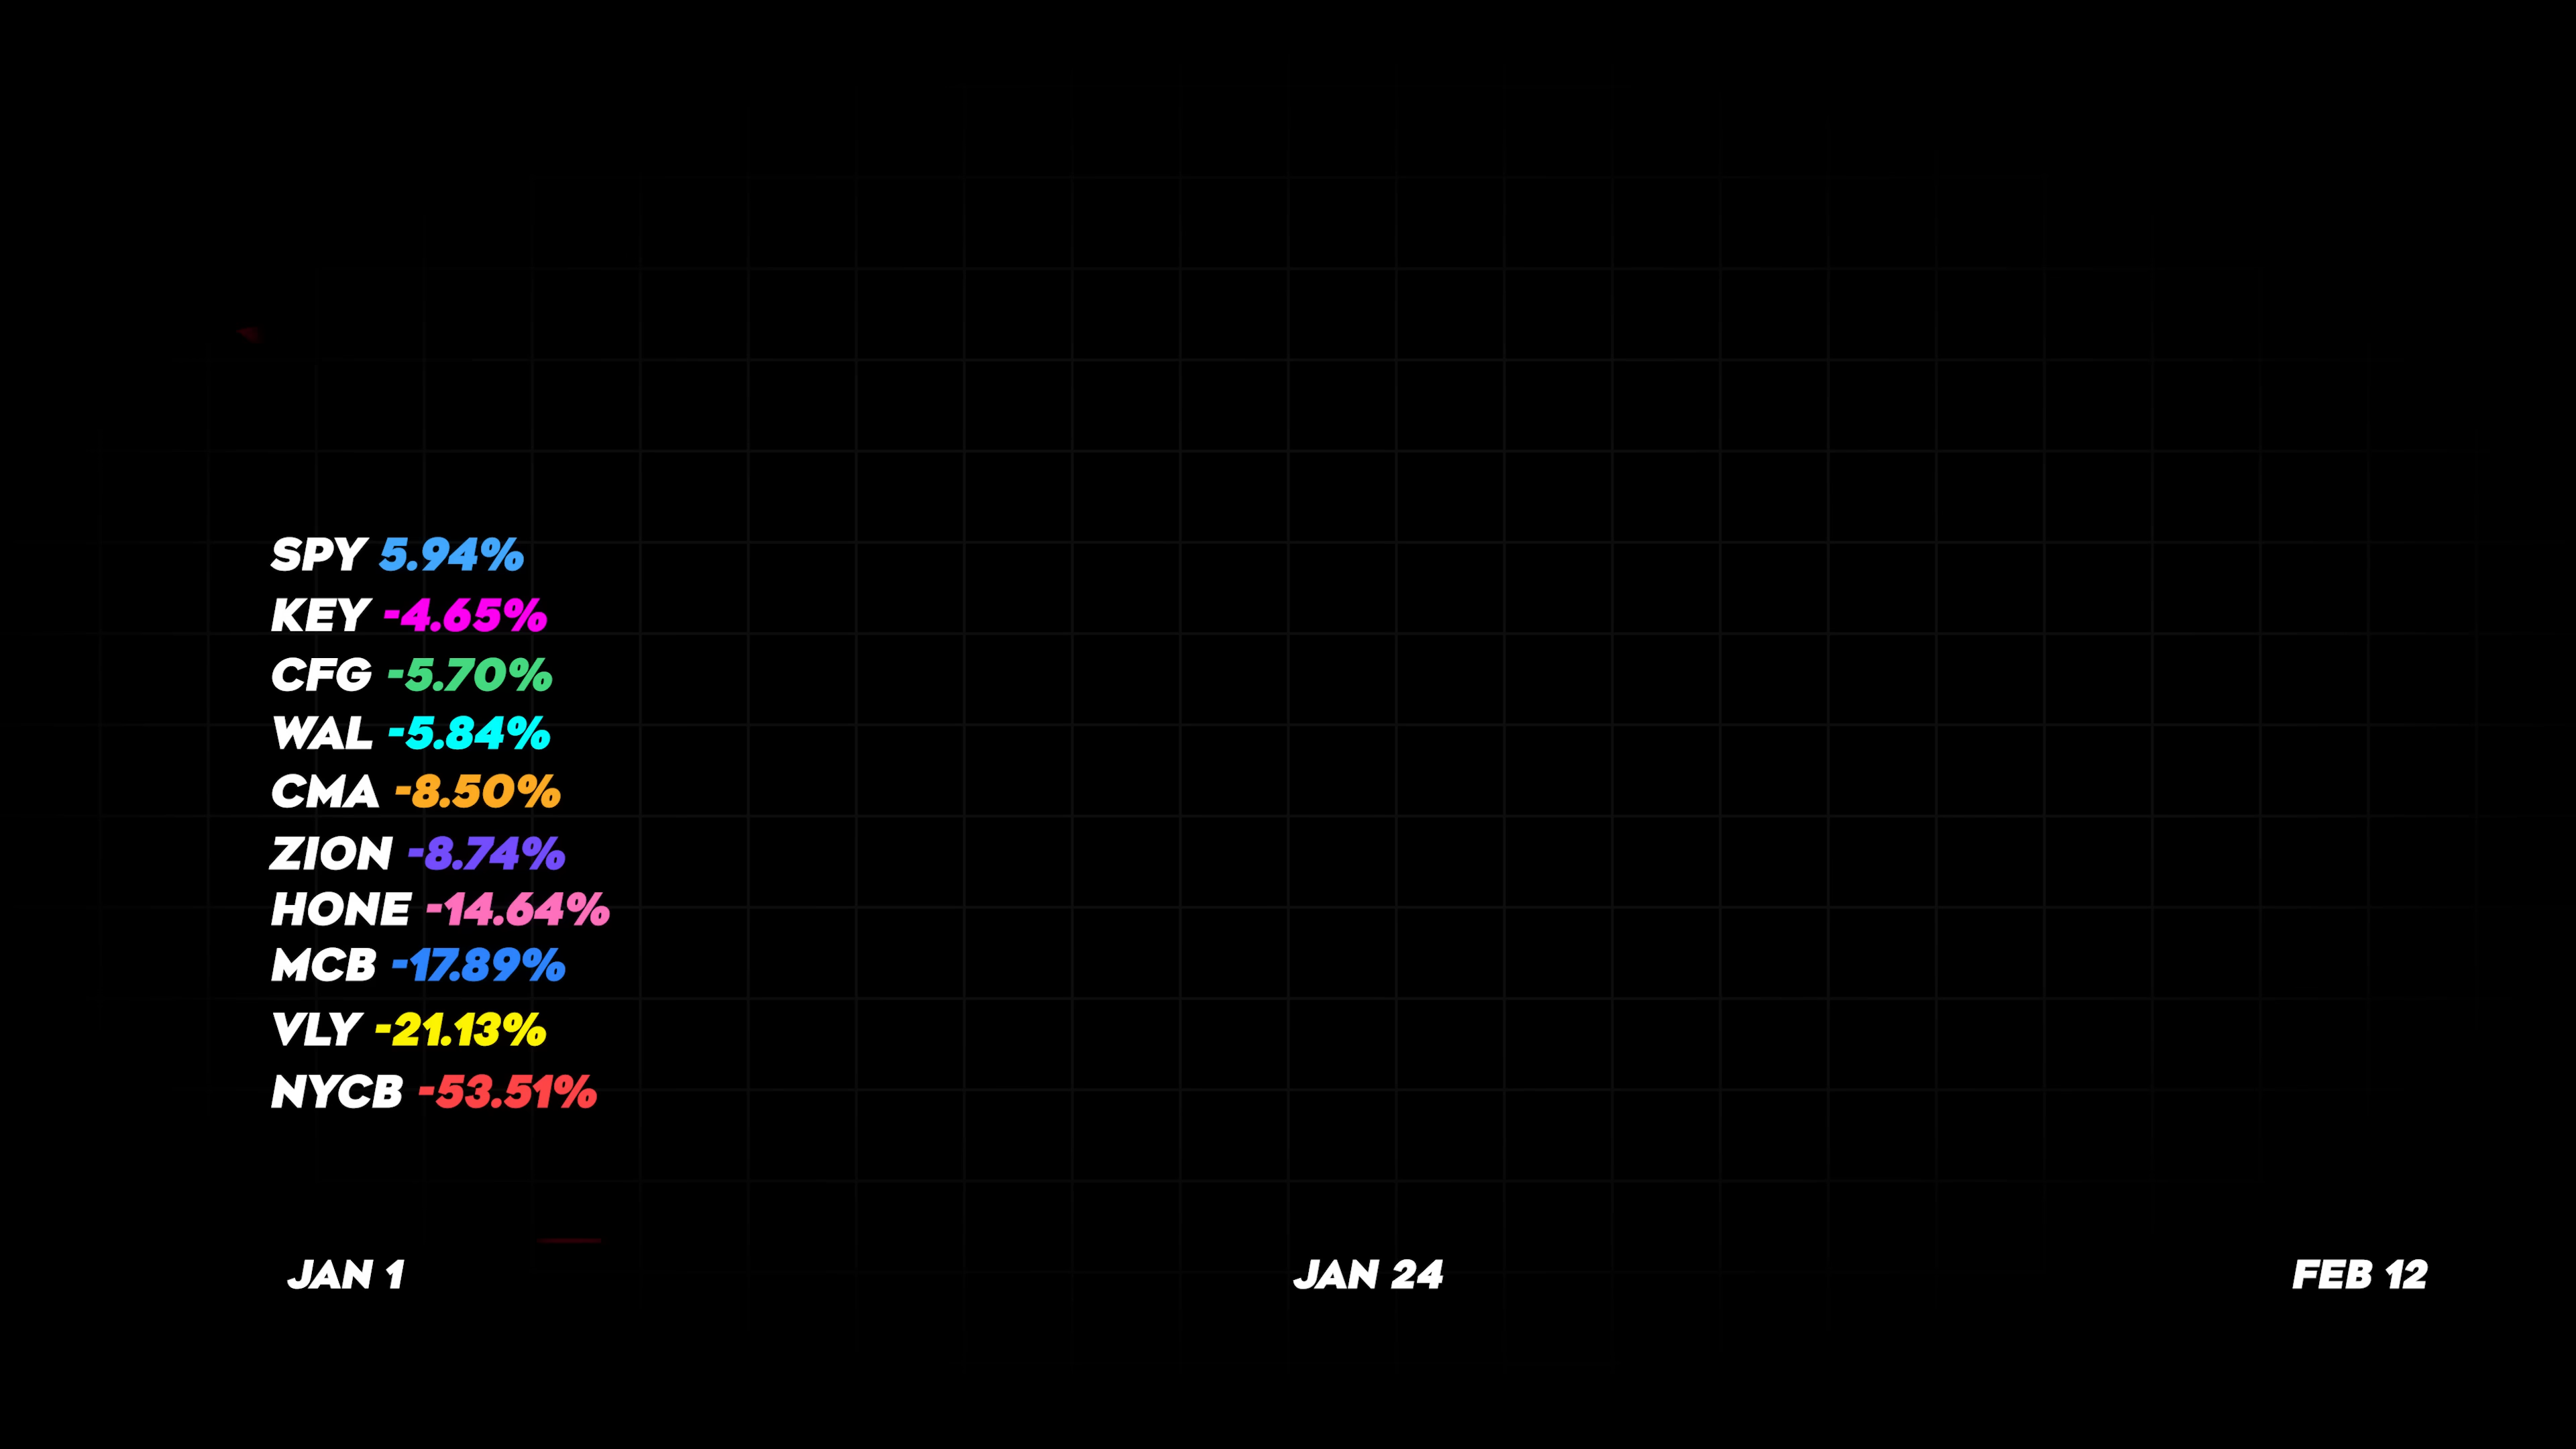 SPY 5.94%
KEY -4.65%
CFG -5.70%
WAL -5.84%
CMA -8.50%
ZION -8.74%
HONE -14.64%
MCB -17.89%
VLY -21.13%
NYCB -53.51%
JAN 1 JAN 24 FEB 12